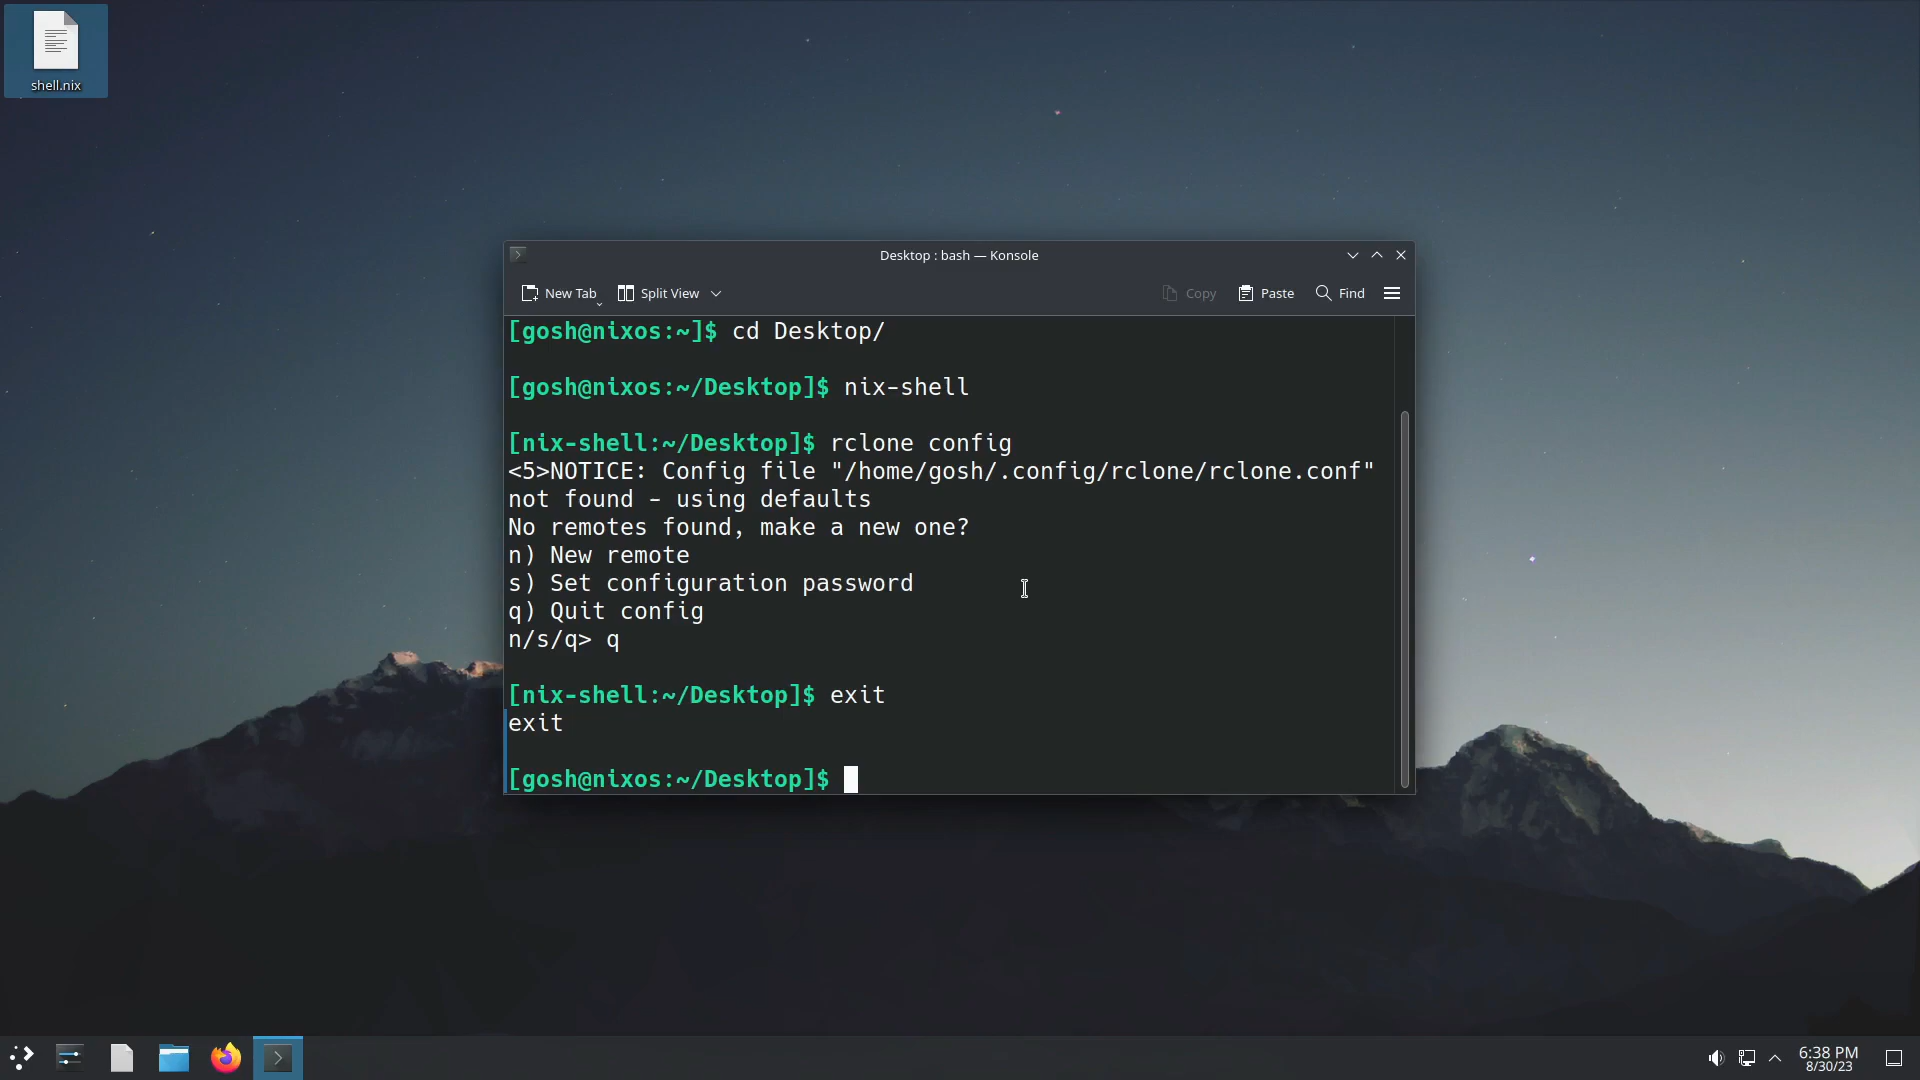 shell.nix
Desktop : bash — Konsole
New Tab
Split View
Copy
Paste
Find
[gosh@nixos:~]$ cd Desktop/
[gosh@nixos:~/Desktop]$ nix-shell
[nix-shell:~/Desktop]$ rclone config
<5>NOTICE: Config file "/home/gosh/.config/rclone/rclone.conf"
not found - using defaults
No remotes found, make a new one?
n) New remote
s) Set configuration password
q) Quit config
n/s/q> q
[nix-shell:~/Desktop]$ exit
exit
[gosh@nixos:~/Desktop]$
6:38 PM
8/30/23